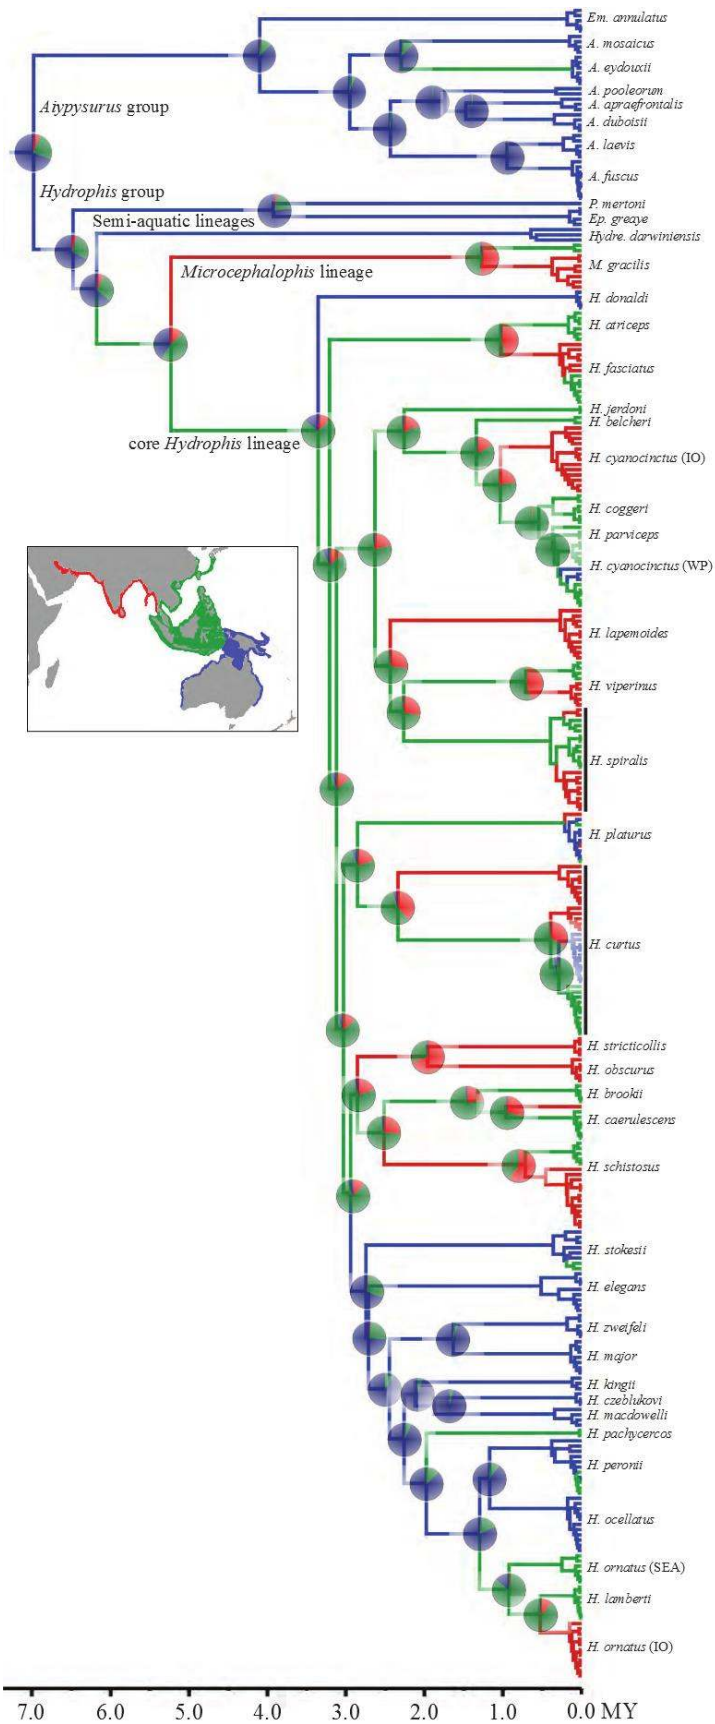 Em. annulatus
A. mosaicus
A. eydouxii
A. pooleorum
A. apraefrontalis
A. duboisii
A. laevis
A. fuscus
Aiypysurus group
Hydrophis group
P. mertoni
Ep. greaye
Semi-aquatic lineages
Hydre. darwiniensis
Microcephalophis lineage
M. gracilis
H. donaldi
H. atriceps
H. fasciatus
H. jerdoni
H. belcheri
core Hydrophis lineage
H. cyanocinctus (IO)
H. coggeri
H. parviceps
H. cyanocinctus (WP)
H. lapemoides
H. viperinus
H. spiralis
H. platurus
H. curtus
H. stricticollis
H. obscurus
H. brookii
H. caerulescens
H. schistosus
H. stokesii
H. elegans
H. zweifeli
H. major
H. kingii
H. czeblukovi
H. macdowelli
H. pachycercos
H. peronii
H. ocellatus
H. ornatus (SEA)
H. lamberti
H. ornatus (IO)
7.0 6.0 5.0 4.0 3.0 2.0 1.0 0.0 MY